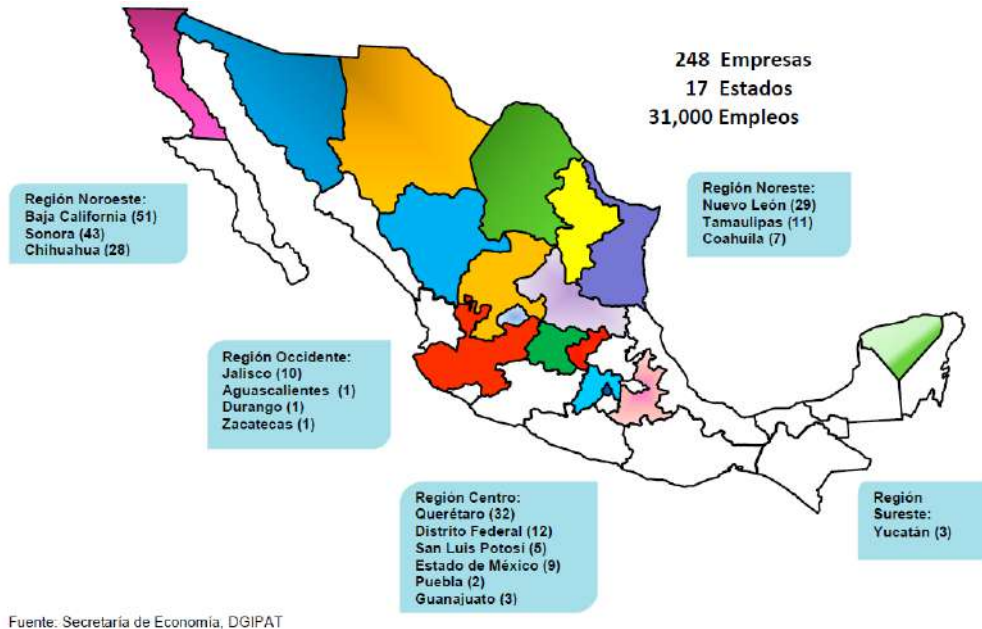 248 Empresas
17 Estados
31,000 Empleos
Región Noroeste:
Baja California (51)
Sonora (43)
Chihuahua (28)
Región Noreste:
Nuevo León (29)
Tamaulipas (11)
Coahuila (7)
Región Occidente:
Jalisco (10)
Aguascalientes (1)
Durango (1)
Zacatecas (1)
Región Centro:
Querétaro (32)
Distrito Federal (12)
San Luis Potosí (5)
Estado de México (9)
Puebla (2)
Guanajuato (3)
Región
Sureste:
Yucatán (3)
Fuente: Secretaría de Economía, DGIPAT